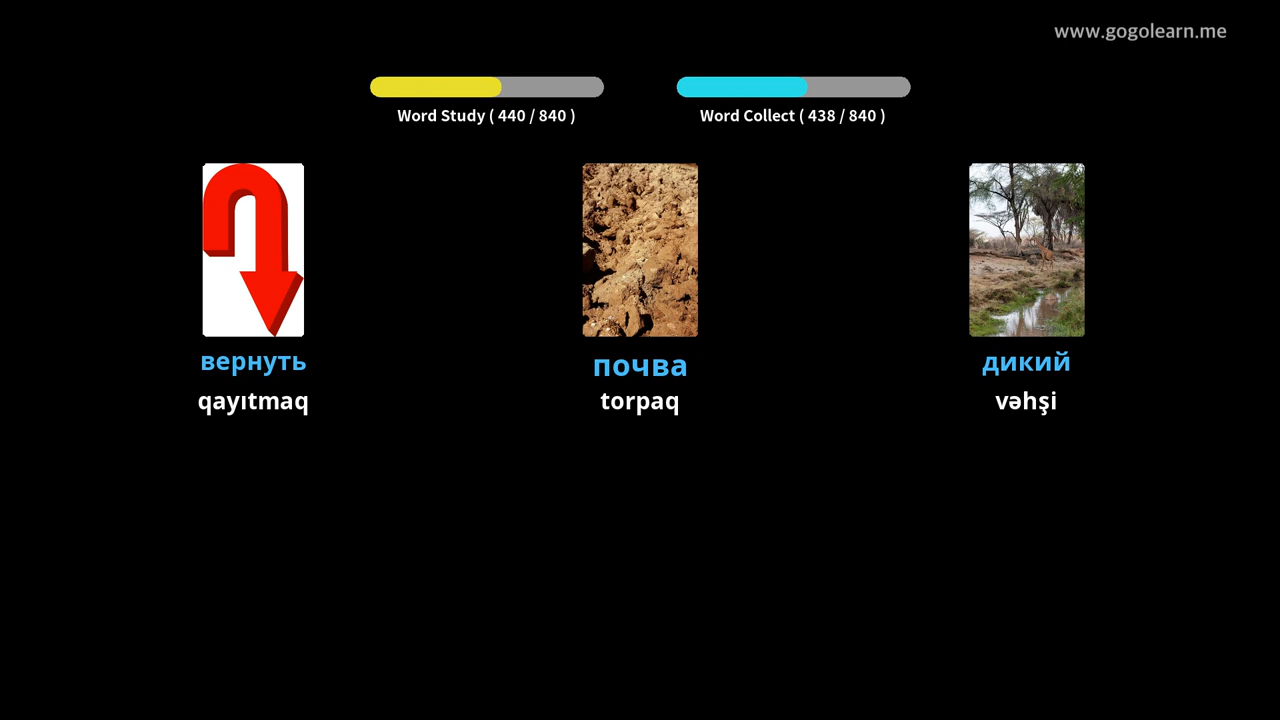 www.gogolearn.me
Word Study ( 440 / 840 )
Word Collect ( 438 / 840 )
вернуть
почва
дикий
qayıtmaq
torpaq
vəhşi